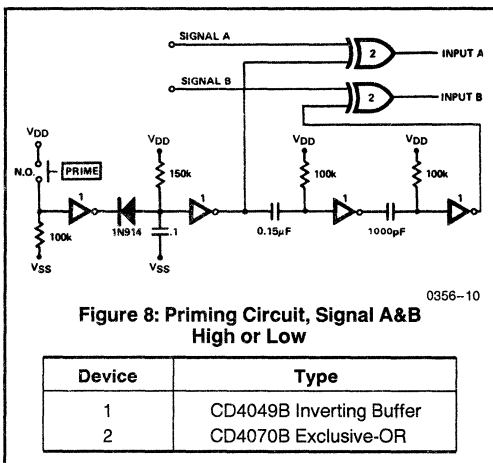 SIGNAL A
2
INPUT A
SIGNAL B
2
INPUT B
VDD
VDD
VDD
VDD
N.O.
PRIME
150k
100k
100k
1
1
1
1
100k
1N914
.1
0.15μF
1000pF
VSS
VSS
0356–10
Figure 8: Priming Circuit, Signal A&B
High or Low
Device Type
1 CD4049B Inverting Buffer
2 CD4070B Exclusive-OR